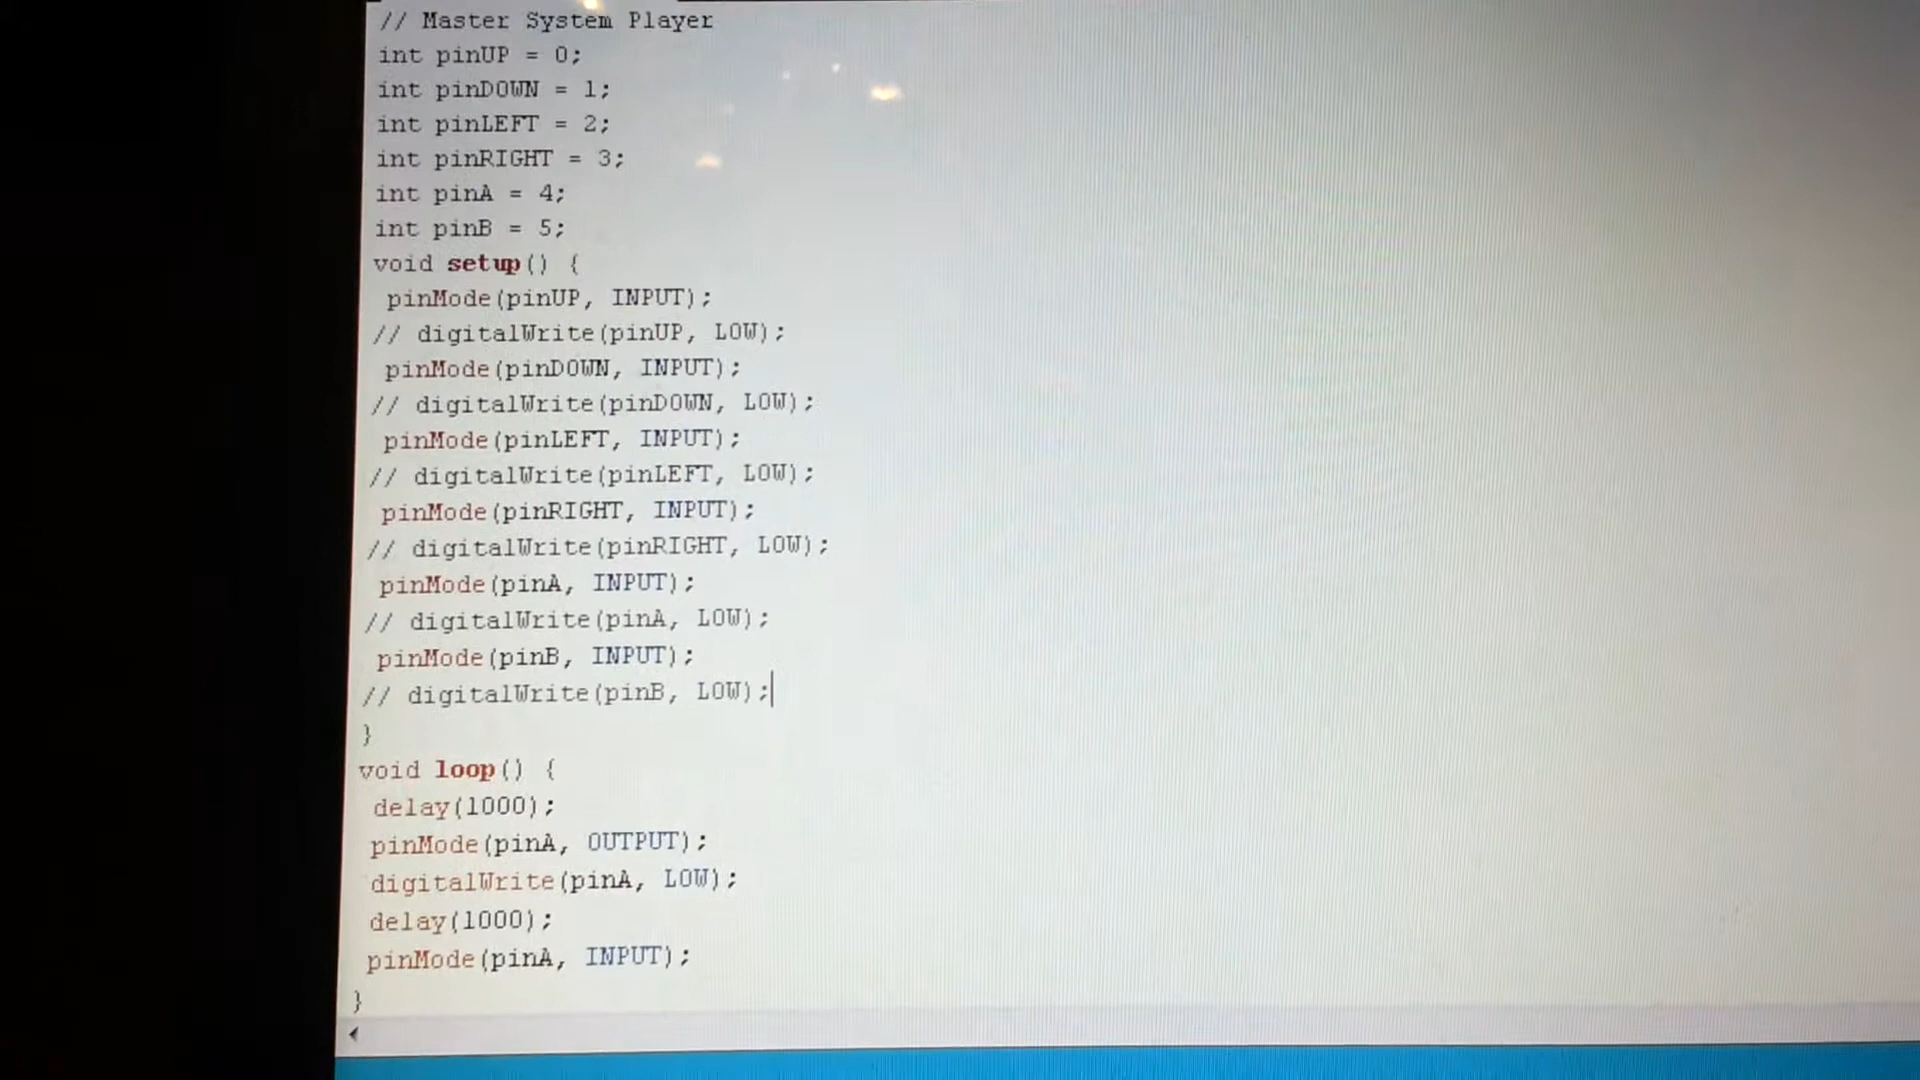 // Master System Player
int pinUP = 0;
int pinDOWN = 1;
int pinLEFT = 2;
int pinRIGHT = 3;
int pinA = 4;
int pinB = 5;
void setup() {
pinMode(pinUP, INPUT);
// digitalWrite(pinUP, LOW);
pinMode(pinDOWN, INPUT);
// digitalWrite(pinDOWN, LOW);
pinMode(pinLEFT, INPUT);
// digitalWrite(pinLEFT, LOW);
pinMode(pinRIGHT, INPUT);
// digitalWrite(pinRIGHT, LOW);
pinMode(pinA, INPUT);
// digitalWrite(pinA, LOW);
pinMode(pinB, INPUT);
// digitalWrite(pinB, LOW);
}
void loop() {
delay(1000);
pinMode(pinA, OUTPUT);
digitalWrite(pinA, LOW);
delay(1000);
pinMode(pinA, INPUT);
}